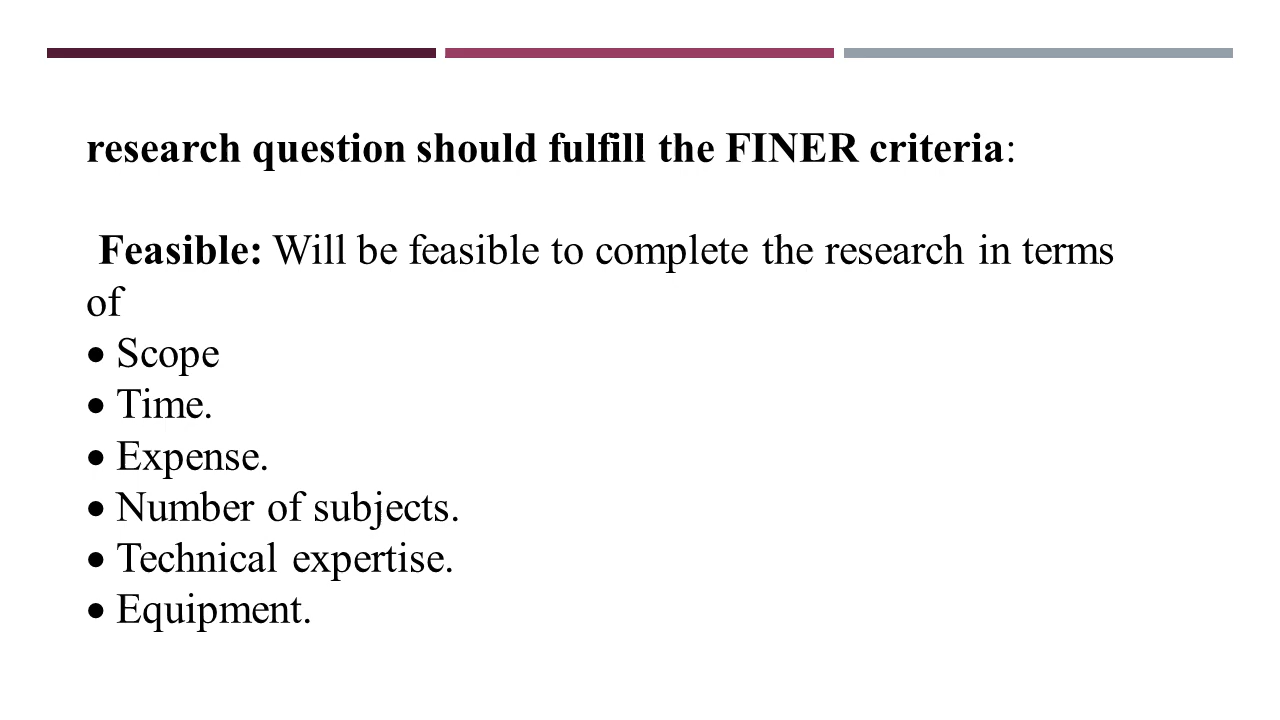 research question should fulfill the FINER criteria:
Feasible: Will be feasible to complete the research in terms
of
• Scope
• Time.
• Expense.
• Number of subjects.
• Technical expertise.
• Equipment.